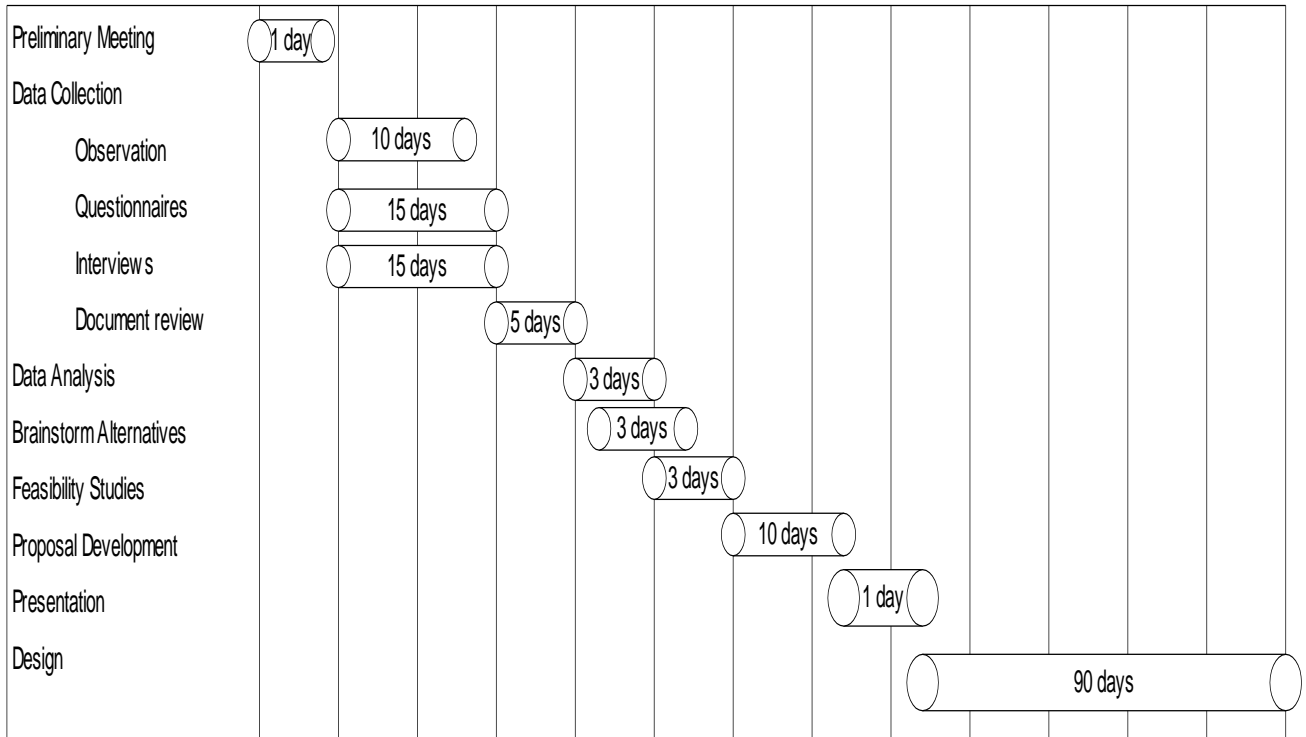 Preliminary Meeting 1 day
Data Collection
Observation 10 days
Questionnaires 15 days
Interviews 15 days
Document review 5 days
Data Analysis 3 days
Brainstorm Alternatives 3 days
Feasibility Studies 3 days
Proposal Development 10 days
Presentation 1 day
Design 90 days